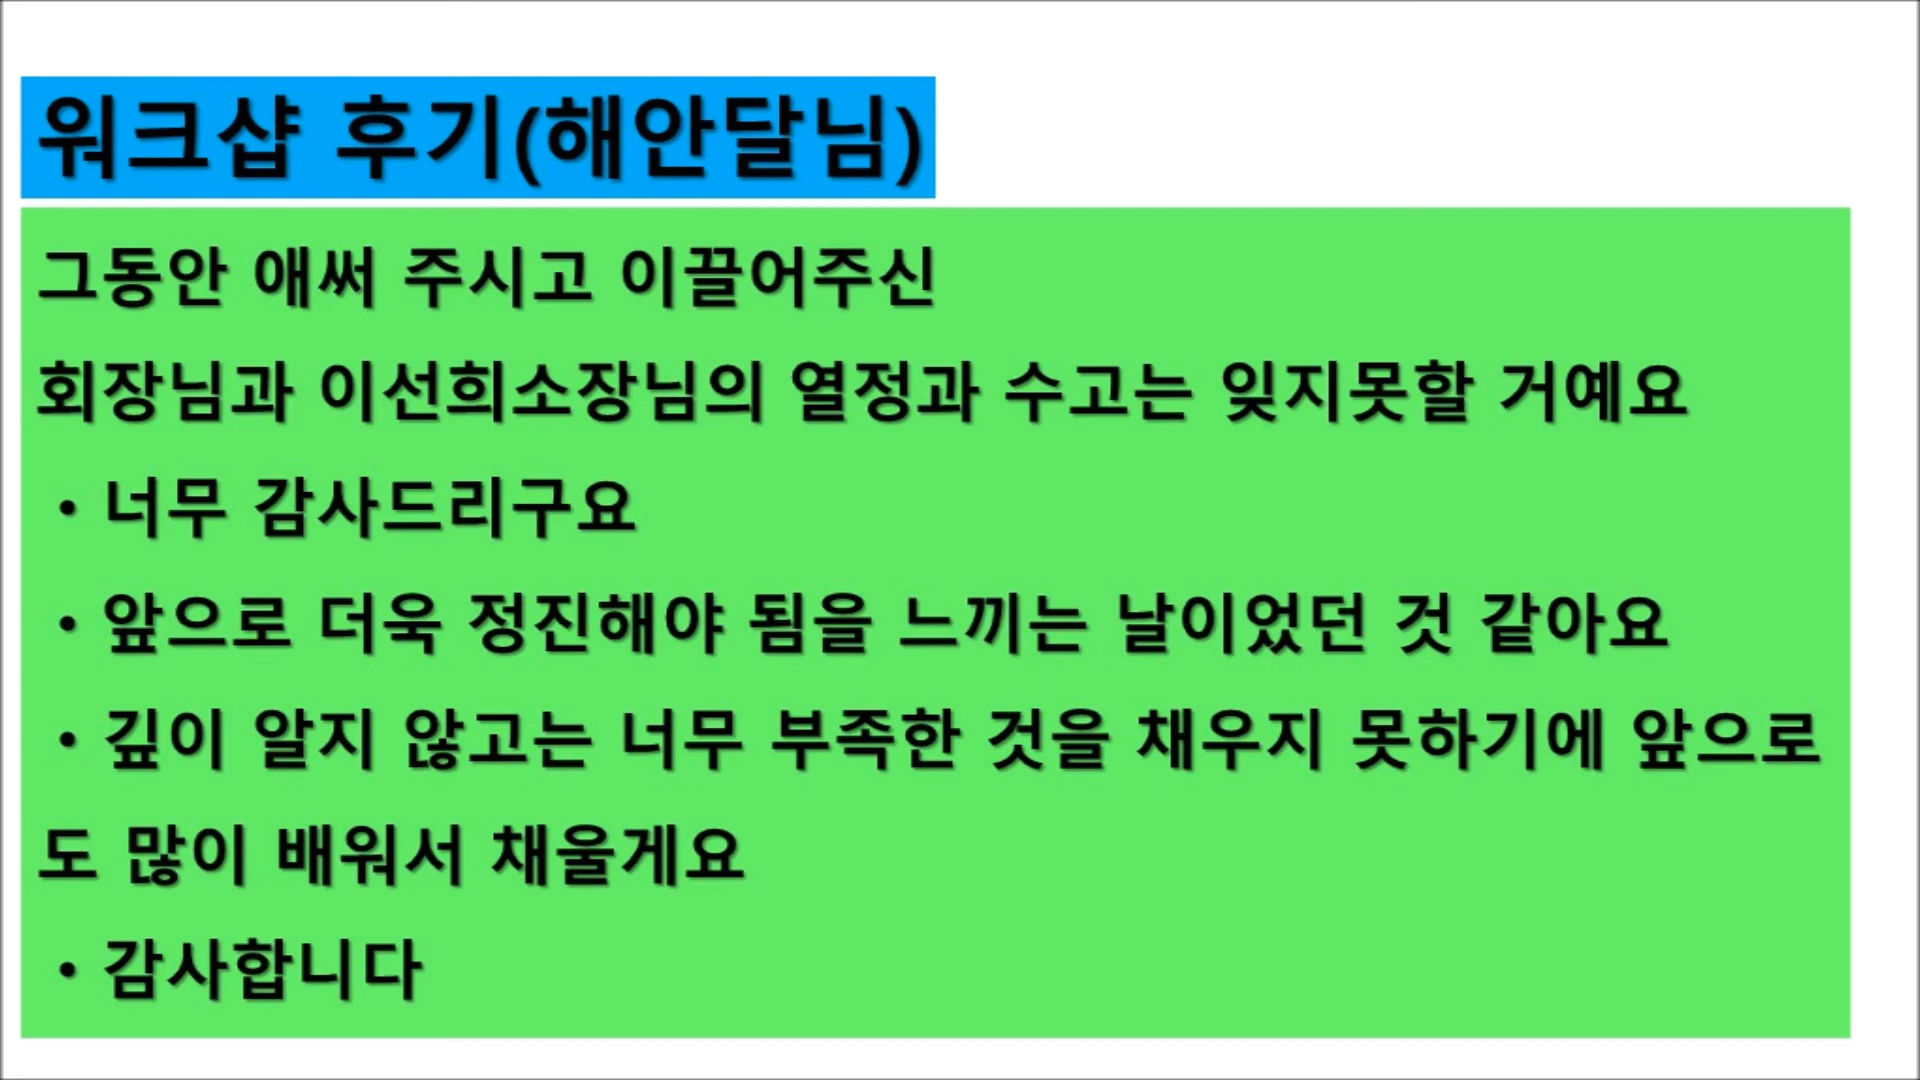 워크샵 후기(해안달님)
그동안 애써 주시고 이끌어주신
회장님과 이선희소장님의 열정과 수고는 잊지못할 거예요
• 너무 감사드리구요
• 앞으로 더욱 정진해야 됨을 느끼는 날이었던 것 같아요
• 깊이 알지 않고는 너무 부족한 것을 채우지 못하기에 앞으로
도 많이 배워서 채울게요
• 감사합니다